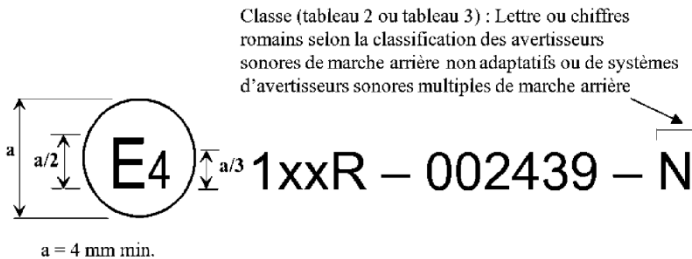 Classe (tableau 2 ou tableau 3) : Lettre ou chiffres
romains selon la classification des avertisseurs
sonores de marche arrière non adaptatifs ou de systèmes
d’avertisseurs sonores multiples de marche arrière
a
a/2
E4
a/3
1xxR – 002439 – N
a = 4 mm min.